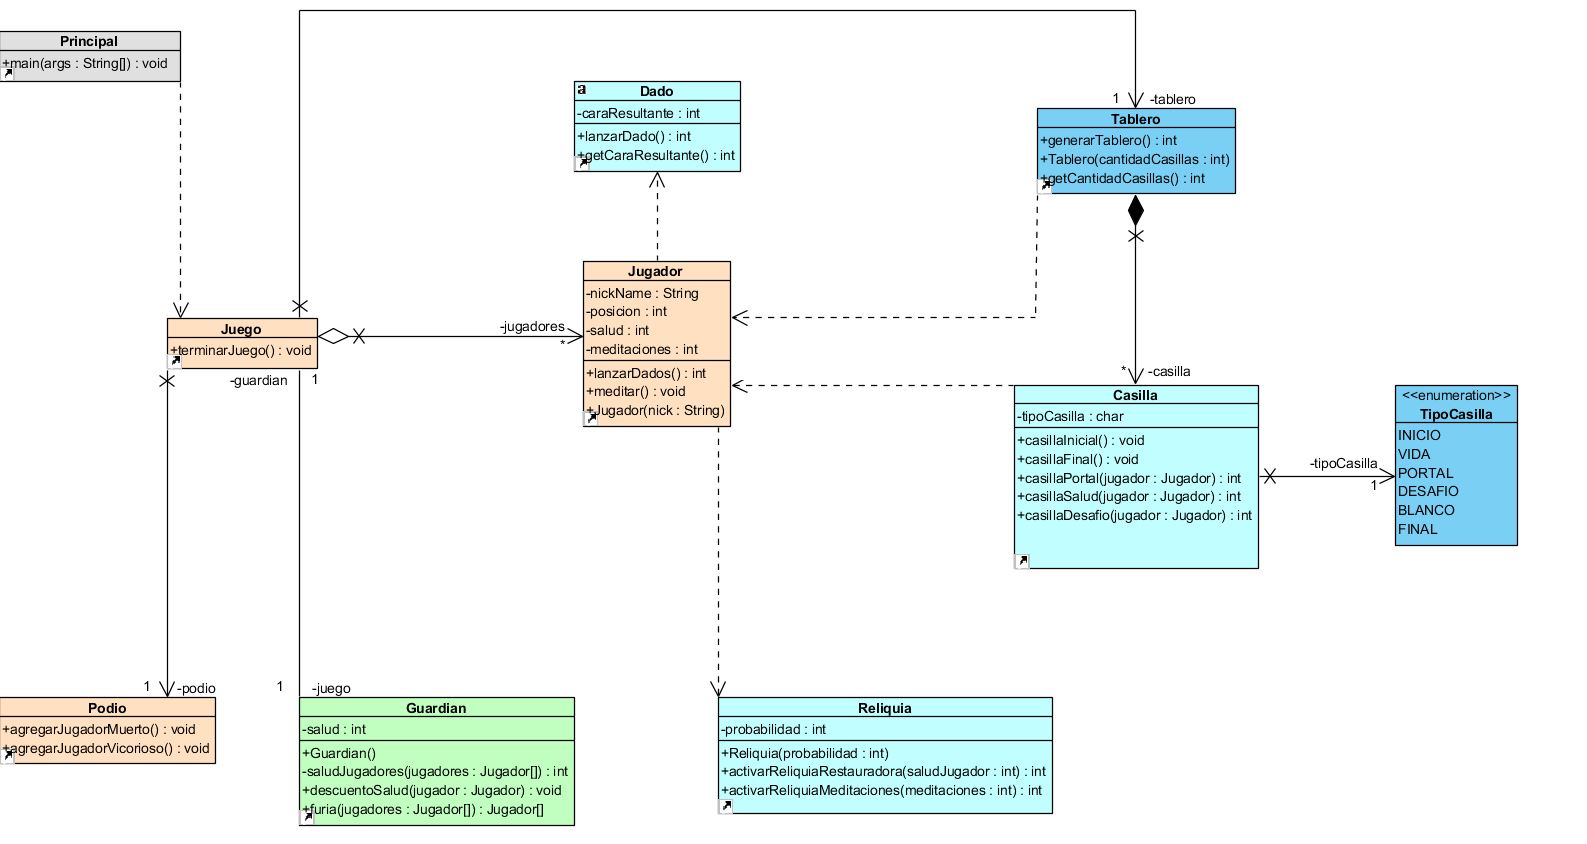 Principal
+main(args : String[]) : void
a
Dado
-caraResultante : int
+lanzarDado() : int
+getCaraResultante() : int
1
-tablero
Tablero
+generarTablero() : int
+Tablero(cantidadCasillas : int)
+getCantidadCasillas() : int
Jugador
-nickName : String
-posicion : int
-salud : int
-meditaciones : int
+lanzarDados() : int
+meditar() : void
+Jugador(nick : String)
Juego
+terminarJuego() : void
-jugadores
*
-guardian
1
*
-casilla
Casilla
-tipoCasilla : char
+casillaInicial() : void
+casillaFinal() : void
+casillaPortal(jugador : Jugador) : int
+casillaSalud(jugador : Jugador) : int
+casillaDesafio(jugador : Jugador) : int
-tipoCasilla
1
<<enumeration>>
TipoCasilla
INICIO
VIDA
PORTAL
DESAFIO
BLANCO
FINAL
1
-podio
Podio
+agregarJugadorMuerto() : void
+agregarJugadorVicorioso() : void
1
-juego
Guardian
-salud : int
+Guardian()
-saludJugadores(jugadores : Jugador[]) : int
+descuentoSalud(jugador : Jugador) : void
+furia(jugadores : Jugador[]) : Jugador[]
Reliquia
-probabilidad : int
+Reliquia(probabilidad : int)
+activarReliquiaRestauradora(saludJugador : int) : int
+activarReliquiaMeditaciones(meditaciones : int) : int